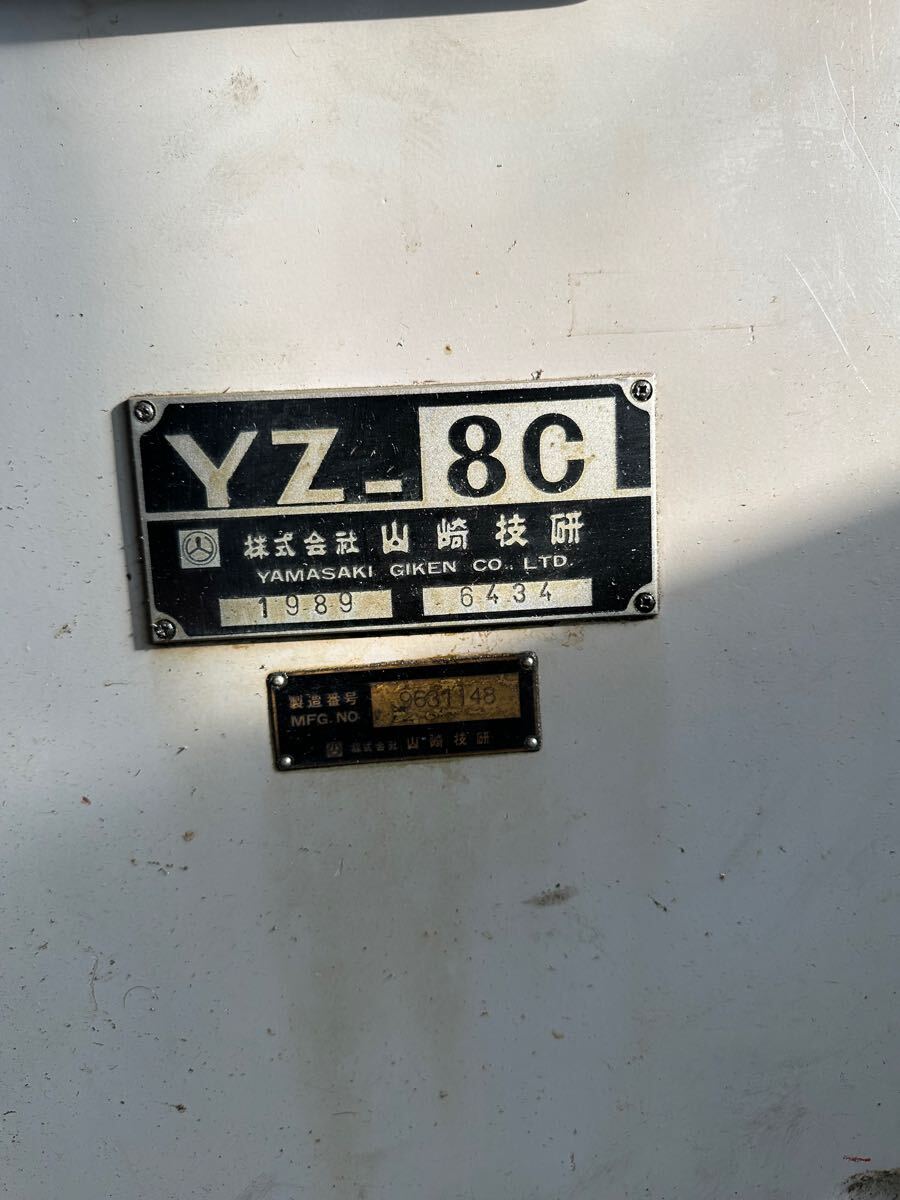 YZ-8C
株式会社 山崎技研
YAMASAKI GIKEN CO., LTD.
1989 6434
製造番号 9631148
MFG. NO.
株式会社 山崎技研